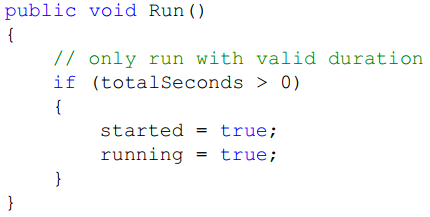 public void Run()
{
    // only run with valid duration
    if (totalSeconds > 0)
    {
        started = true;
        running = true;
    }
}